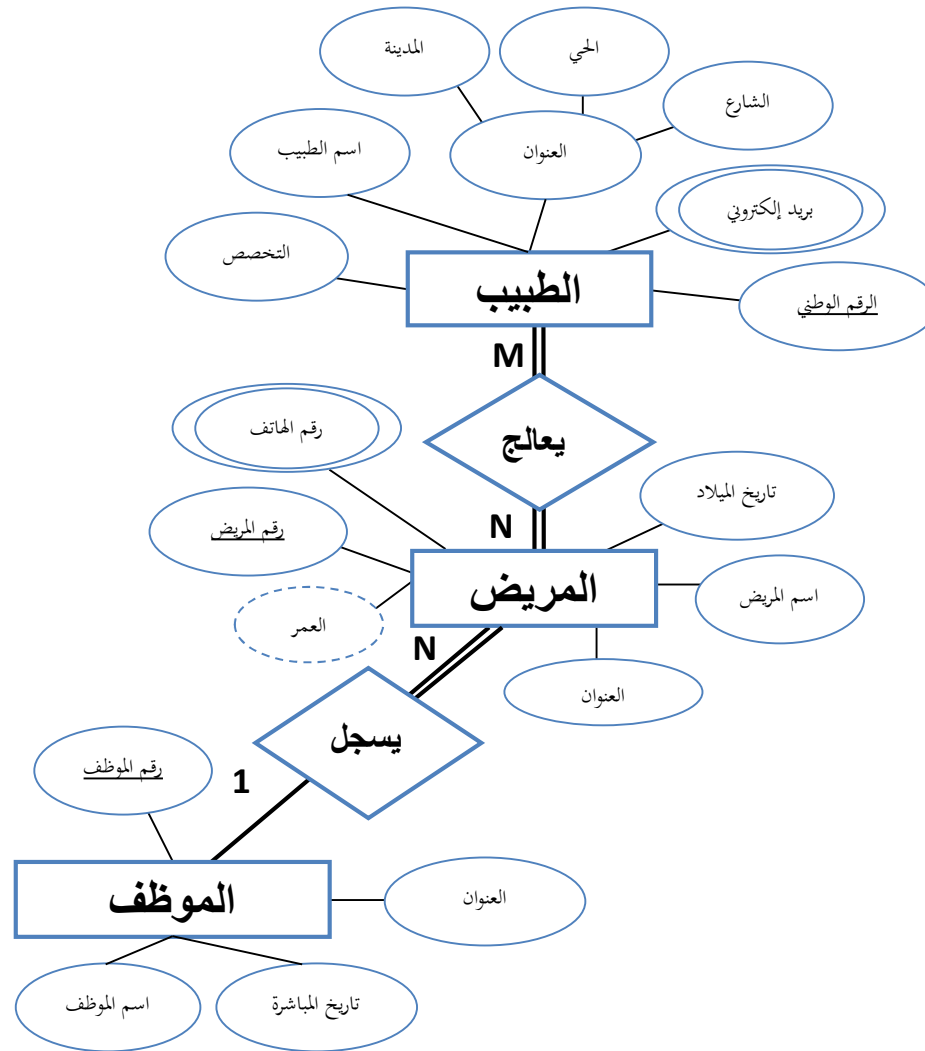 المدينة
الحي
الشارع
العنوان
اسم الطبيب
بريد إلكتروني
التخصص
الطبيب
الرقم الوطني
M
رقم الهاتف
يعالج
تاريخ الميلاد
رقم المريض
N
المريض
اسم المريض
العمر
N
العنوان
يسجل
رقم الموظف
1
الموظف
العنوان
اسم الموظف
تاريخ المباشرة